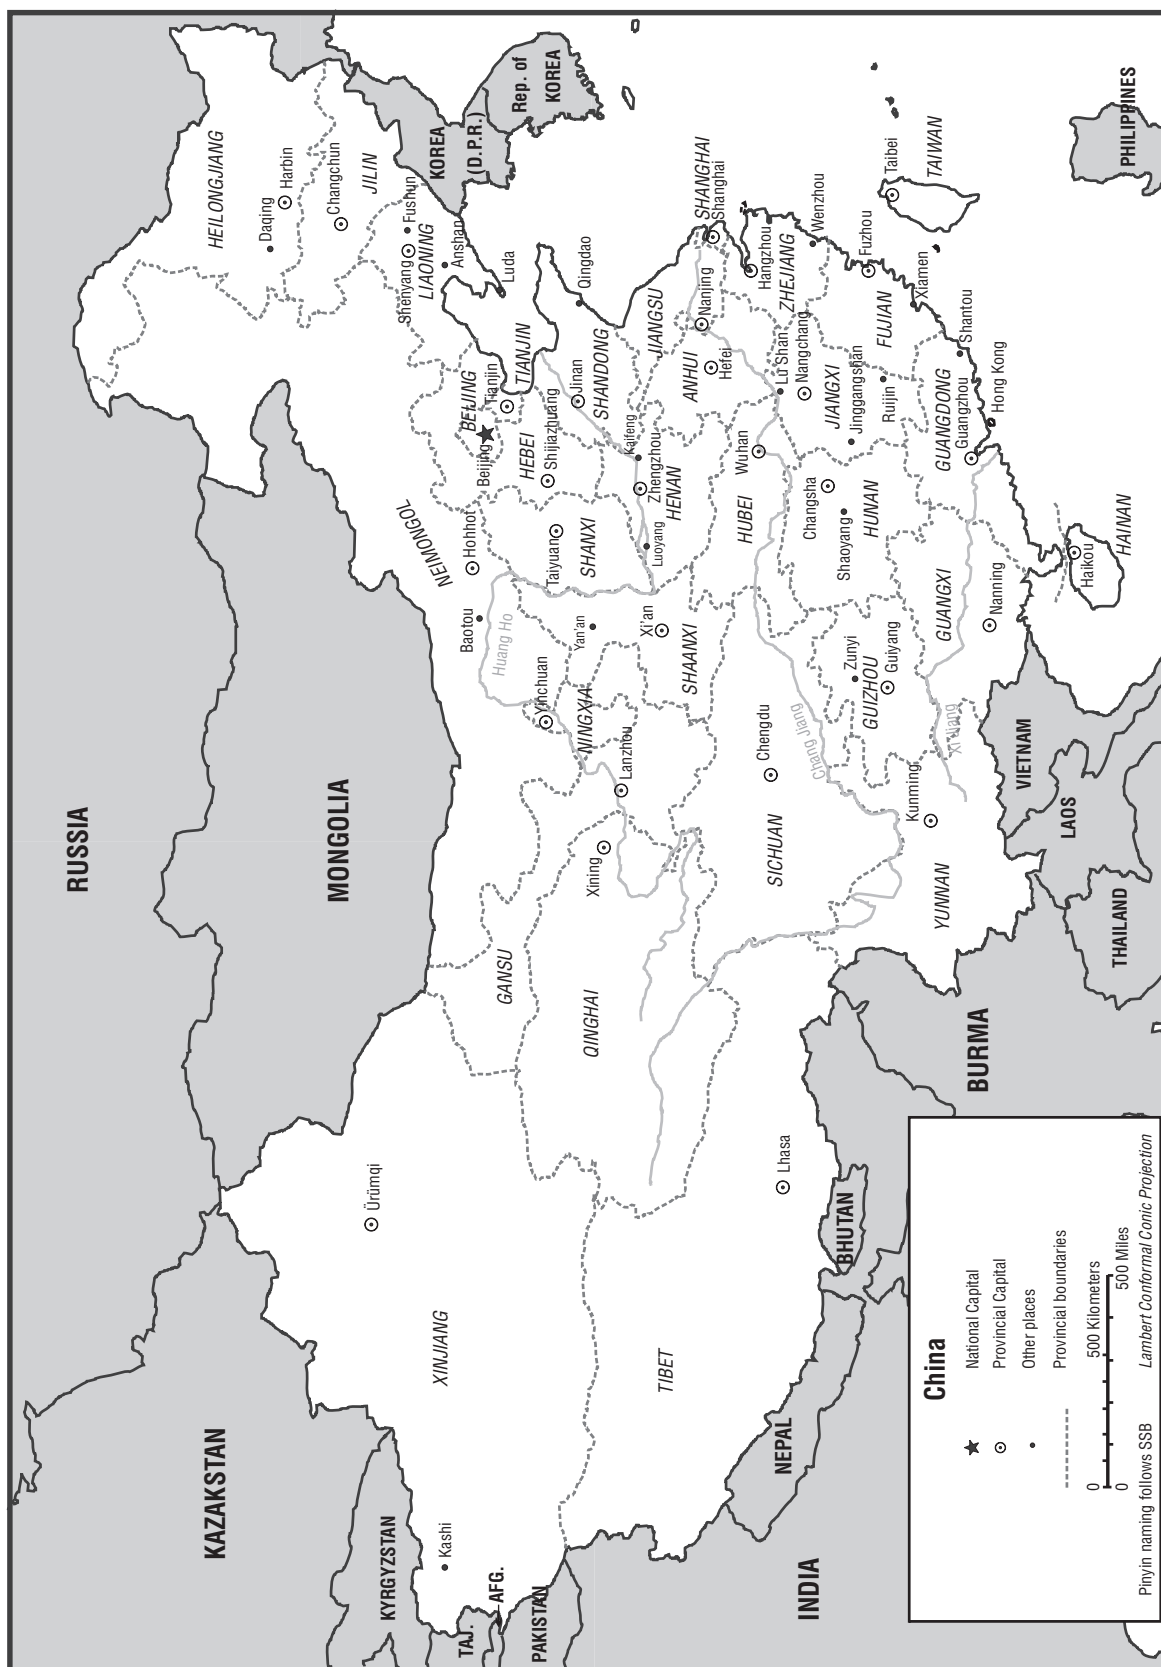 RUSSIA
KAZAKSTAN
MONGOLIA
KYRGYZSTAN
TAJ.
AFG.
PAKISTAN
INDIA
NEPAL
BHUTAN
BURMA
THAILAND
LAOS
VIETNAM
PHILIPPINES
KOREA
(D.P.R.)
Rep. of
KOREA
HEILONGJIANG
Daqing
Harbin
Changchun
JILIN
Shenyang
Fushun
LIAONING
Anshan
Luda
NEIMONGOL
Hohhot
Baotou
Huang Ho
BEIJING
Beijing
Tianjin
TIANJIN
HEBEI
Shijiazhuang
Taiyuan
SHANXI
Jinan
SHANDONG
Qingdao
Kaifeng
Zhengzhou
HENAN
Luoyang
Yan'an
Xi'an
SHAANXI
Yinchuan
NINGXIA
Lanzhou
Xining
GANSU
QINGHAI
Ürümqi
XINJIANG
Kashi
TIBET
Lhasa
SICHUAN
Chengdu
Chang Jiang
HUBEI
Wuhan
JIANGSU
Nanjing
ANHUI
Hefei
SHANGHAI
Shanghai
Hangzhou
ZHEJIANG
Wenzhou
Lu Shan
Nangchang
JIANGXI
Jinggangshan
Ruijin
FUJIAN
Fuzhou
Xiamen
Taibei
TAIWAN
Changsha
Shaoyang
HUNAN
Zunyi
GUIZHOU
Guiyang
Kunming
YUNNAN
Xi Jiang
GUANGXI
Nanning
GUANGDONG
Guangzhou
Shantou
Hong Kong
Haikou
HAINAN
China
National Capital
Provincial Capital
Other places
Provincial boundaries
0 500 Kilometers
0 500 Miles
Pinyin naming follows SSB Lambert Conformal Conic Projection